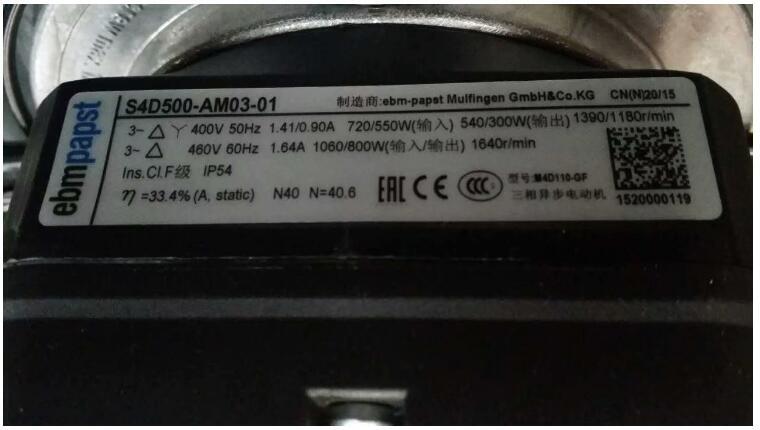 ebmpapst
S4D500-AM03-01 制造商:ebm-papst Mulfingen GmbH&Co.KG CN(N)20/15
3~ △ Y 400V 50Hz 1.41/0.90A 720/550W(输入) 540/300W(输出) 1390/1180r/min
3~ △ 460V 60Hz 1.64A 1060/800W(输入/输出) 1640r/min
Ins.Cl.F级 IP54
η =33.4% (A, static) N40 N=40.6 EAC CE CCC 型号:M4D110-GF
三相异步电动机 1520000119